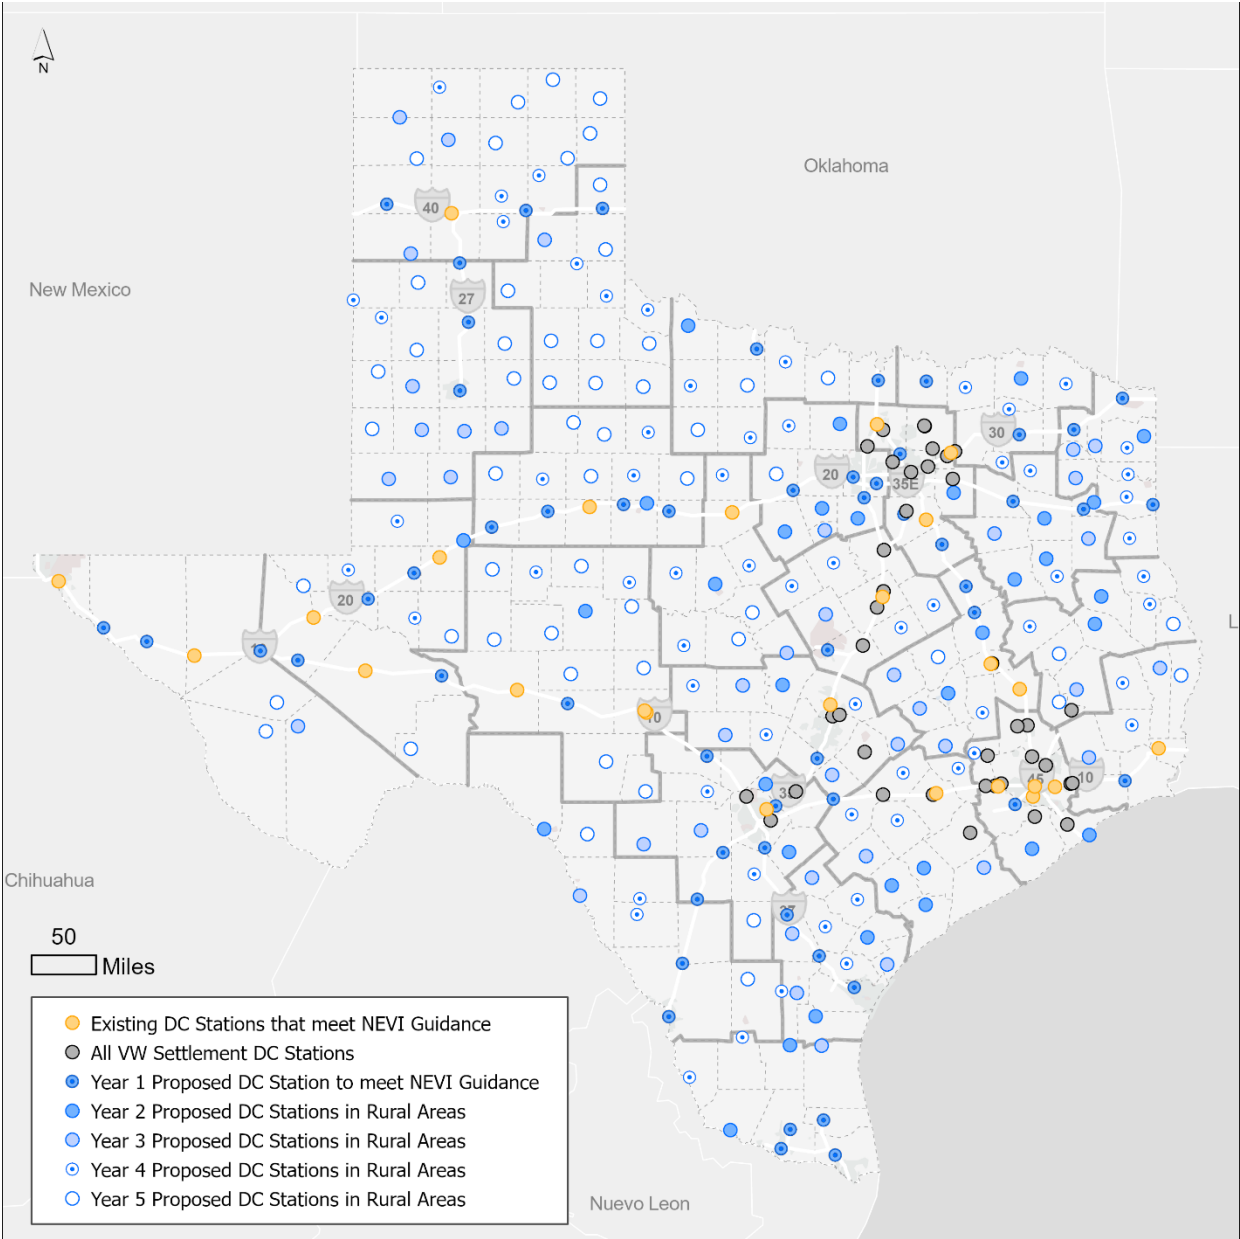 N
Oklahoma
40
New Mexico
27
30
20
35E
20
L
10
45
10
Chihuahua
50
Miles
Existing DC Stations that meet NEVI Guidance
All VW Settlement DC Stations
Year 1 Proposed DC Station to meet NEVI Guidance
Year 2 Proposed DC Stations in Rural Areas
Year 3 Proposed DC Stations in Rural Areas
Year 4 Proposed DC Stations in Rural Areas
Year 5 Proposed DC Stations in Rural Areas
Nuevo Leon